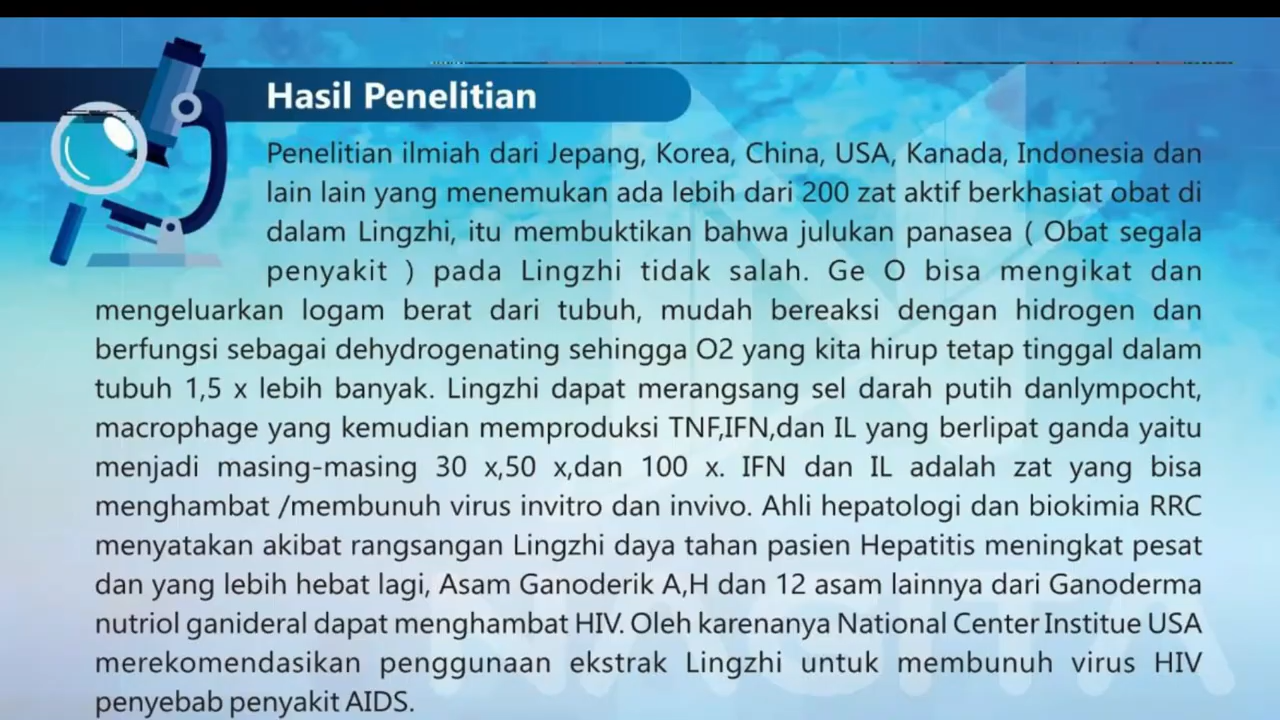 Hasil Penelitian
Penelitian ilmiah dari Jepang, Korea, China, USA, Kanada, Indonesia dan
lain lain yang menemukan ada lebih dari 200 zat aktif berkhasiat obat di
dalam Lingzhi, itu membuktikan bahwa julukan panasea ( Obat segala
penyakit ) pada Lingzhi tidak salah. Ge O bisa mengikat dan
mengeluarkan logam berat dari tubuh, mudah bereaksi dengan hidrogen dan
berfungsi sebagai dehydrogenating sehingga O2 yang kita hirup tetap tinggal dalam
tubuh 1,5 x lebih banyak. Lingzhi dapat merangsang sel darah putih danlympocht,
macrophage yang kemudian memproduksi TNF,IFN,dan IL yang berlipat ganda yaitu
menjadi masing-masing 30 x,50 x,dan 100 x. IFN dan IL adalah zat yang bisa
menghambat /membunuh virus invitro dan invivo. Ahli hepatologi dan biokimia RRC
menyatakan akibat rangsangan Lingzhi daya tahan pasien Hepatitis meningkat pesat
dan yang lebih hebat lagi, Asam Ganoderik A,H dan 12 asam lainnya dari Ganoderma
nutriol ganideral dapat menghambat HIV. Oleh karenanya National Center Institue USA
merekomendasikan penggunaan ekstrak Lingzhi untuk membunuh virus HIV
penyebab penyakit AIDS.
NAGITA